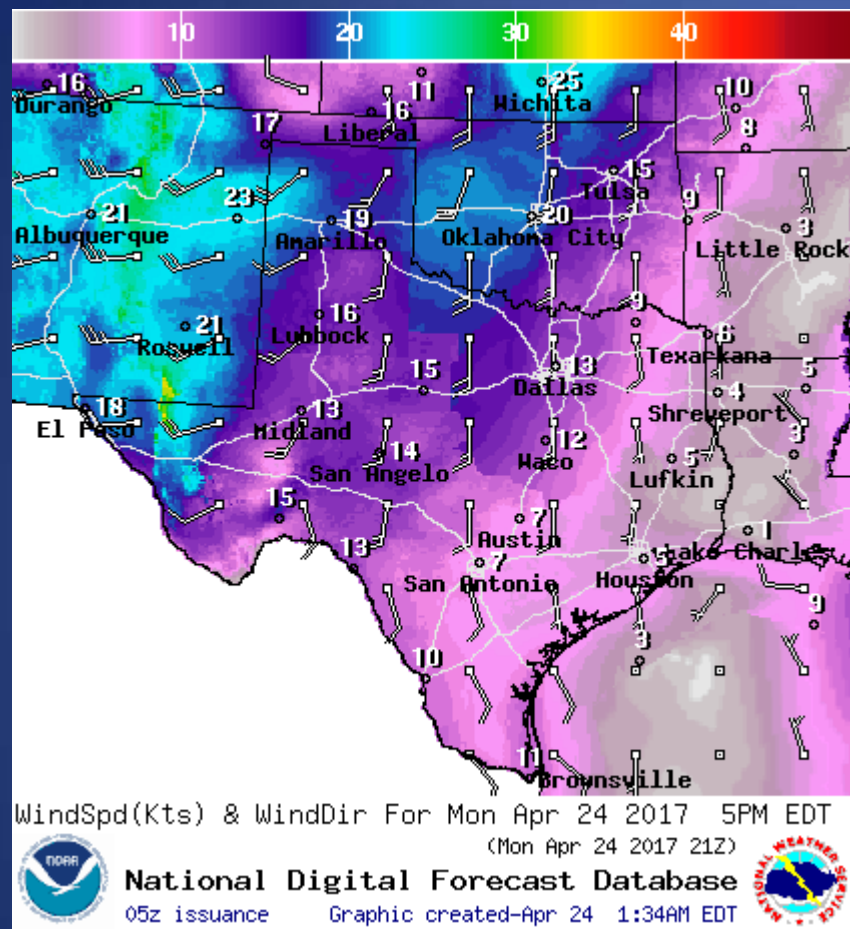 10 20 30 40
16 11 25 10
Durango Wichita
16
Liberal
17 8
15
Tulsa
21 23 19 20 9 3
Albuquerque Amarillo Oklahoma City Little Rock
16 9
21 Lubbock 6
Roswell Texarkana
15 13 5
Dallas 4
18 13 Shreveport
El Paso Midland
14 12 5 3
San Angelo Waco Lufkin
15 7 1
Austin
13 7 Lake Charles
San Antonio Houston
9
3
10
11
Brownsville
WindSpd(Kts) & WindDir For Mon Apr 24 2017 5PM EDT
(Mon Apr 24 2017 21Z)
NOAA
National Digital Forecast Database
05z issuance Graphic created-Apr 24 1:34AM EDT
NATIONAL WEATHER SERVICE